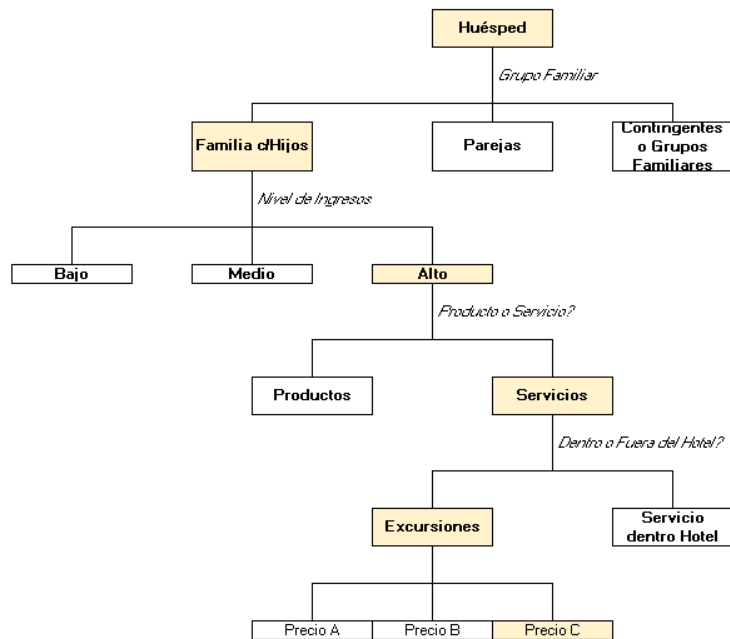 Huésped
Grupo Familiar
Familia c/Hijos
Parejas
Contingentes
o Grupos
Familiares
Nivel de Ingresos
Bajo
Medio
Alto
Producto o Servicio?
Productos
Servicios
Dentro o Fuera del Hotel?
Excursiones
Servicio
dentro Hotel
Precio A
Precio B
Precio C